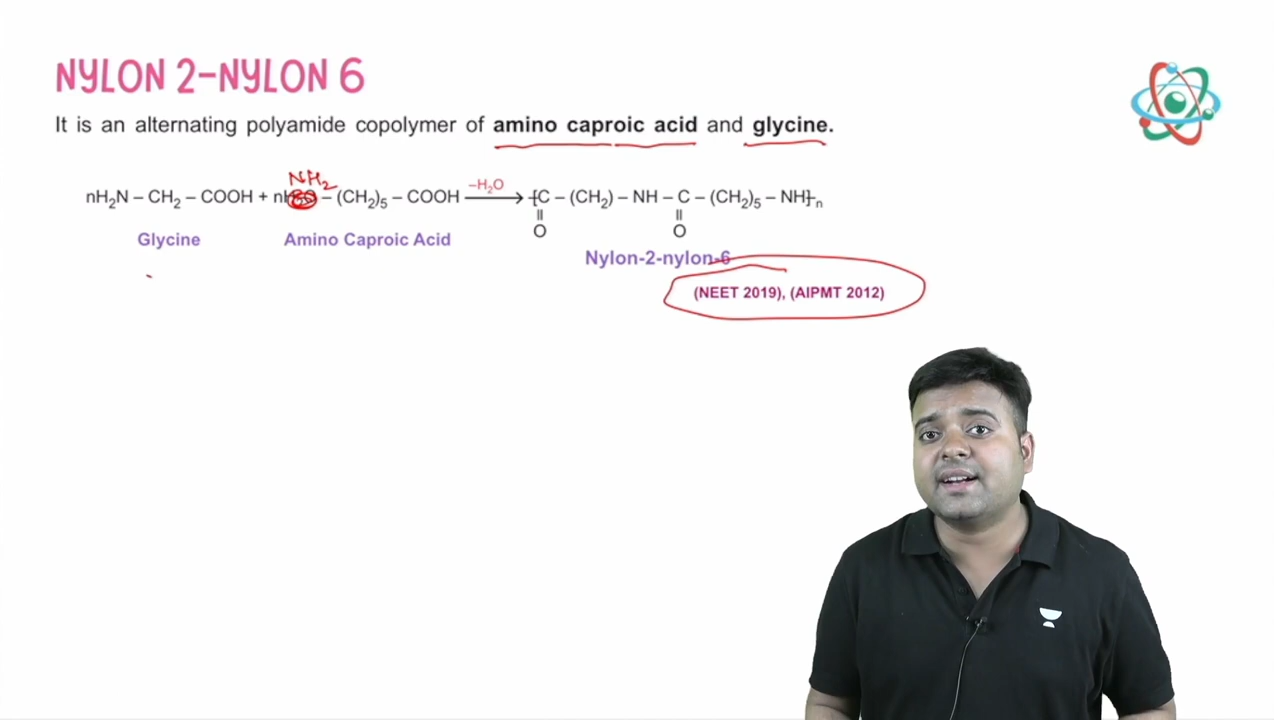 NYLON 2-NYLON 6
It is an alternating polyamide copolymer of amino caproic acid and glycine.
NH₂
nH₂N – CH₂ – COOH + nH – (CH₂)₅ – COOH –H₂O → –[C – (CH₂) – NH – C – (CH₂)₅ – NH]–ₙ
O O
Glycine Amino Caproic Acid
Nylon-2-nylon-6
(NEET 2019), (AIPMT 2012)